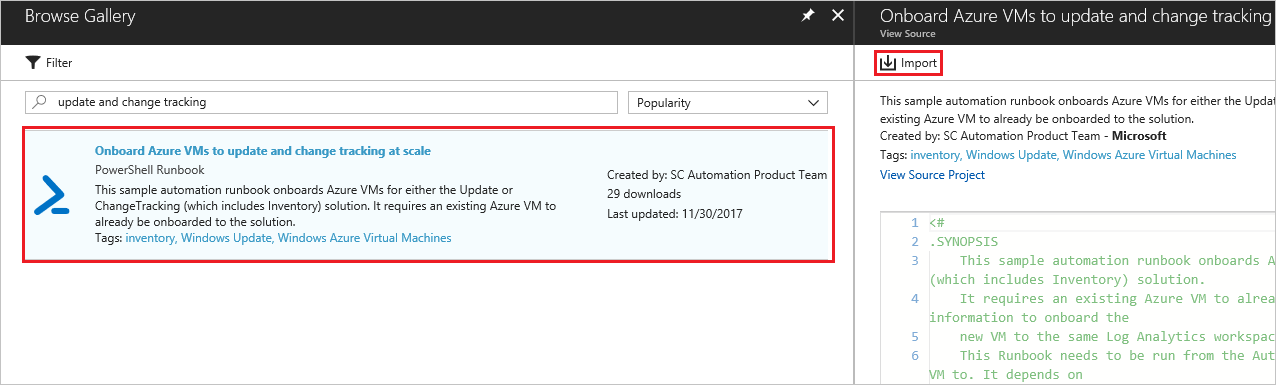 Browse Gallery
Filter
update and change tracking
Popularity
Onboard Azure VMs to update and change tracking at scale
PowerShell Runbook
This sample automation runbook onboards Azure VMs for either the Update or
ChangeTracking (which includes Inventory) solution. It requires an existing Azure VM to
already be onboarded to the solution.
Tags: inventory, Windows Update, Windows Azure Virtual Machines
Created by: SC Automation Product Team
29 downloads
Last updated: 11/30/2017
Onboard Azure VMs to update and change tracking
View Source
Import
This sample automation runbook onboards Azure VMs for either the Upda
existing Azure VM to already be onboarded to the solution.
Created by: SC Automation Product Team - Microsoft
Tags: inventory, Windows Update, Windows Azure Virtual Machines
View Source Project
1 <#
2 .SYNOPSIS
3 This sample automation runbook onboards A
(which includes Inventory) solution.
4 It requires an existing Azure VM to alrea
information to onboard the
5 new VM to the same Log Analytics workspac
6 This Runbook needs to be run from the Aut
VM to. It depends on